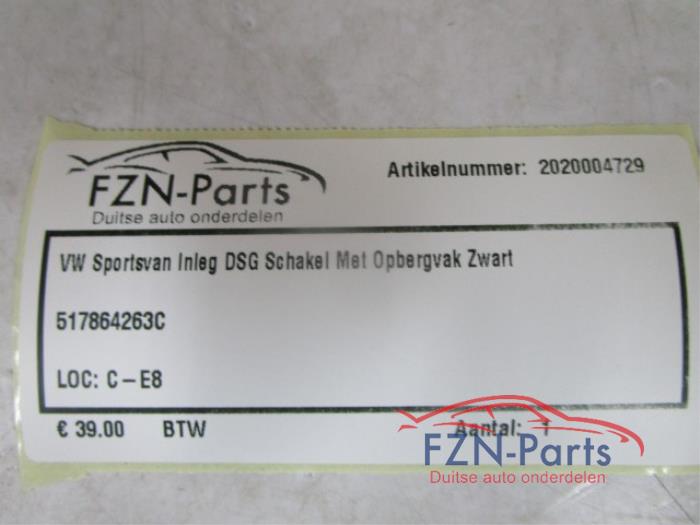 FZN-Parts
Duitse auto onderdelen
Artikelnummer: 2020004729
VW Sportsvan Inleg DSG Schakel Met Opbergvak Zwart
517864263C
LOC: C-E8
€ 39.00 BTW Aantal: 1
FZN-Parts
Duitse auto onderdelen